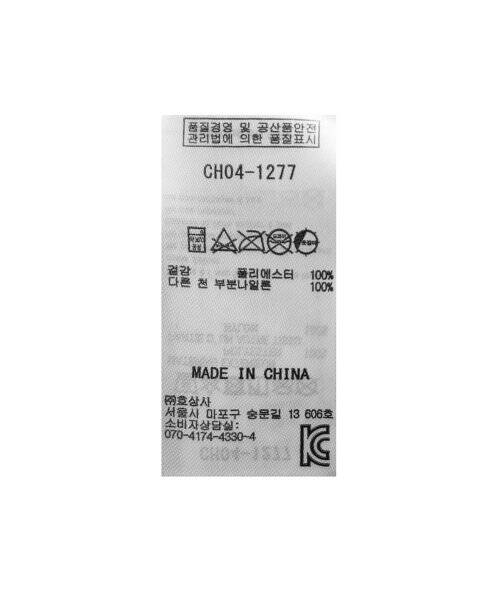 품질경영 및 공산품안전
관리법에 의한 품질표시
CH04-1277
겉감 폴리에스터 100%
다른 천 부분나일론 100%
MADE IN CHINA
㈜호상사
서울사 마포구 숭문길 13 606호
소비자상담실:
070-4174-4330-4